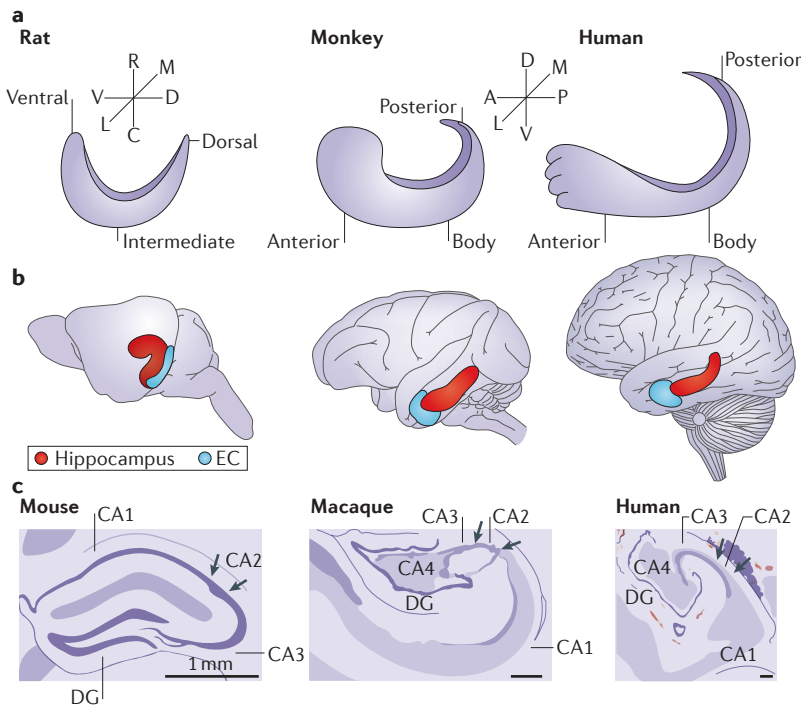 a
Rat
Monkey
Human
R
M
V
D
L
C
Ventral
Dorsal
Intermediate
D
M
A
P
L
V
Posterior
Anterior
Body
Posterior
Anterior
Body
b
Hippocampus
EC
c
Mouse
CA1
CA2
CA3
DG
1 mm
Macaque
CA3
CA2
CA4
DG
CA1
Human
CA3
CA2
CA4
DG
CA1